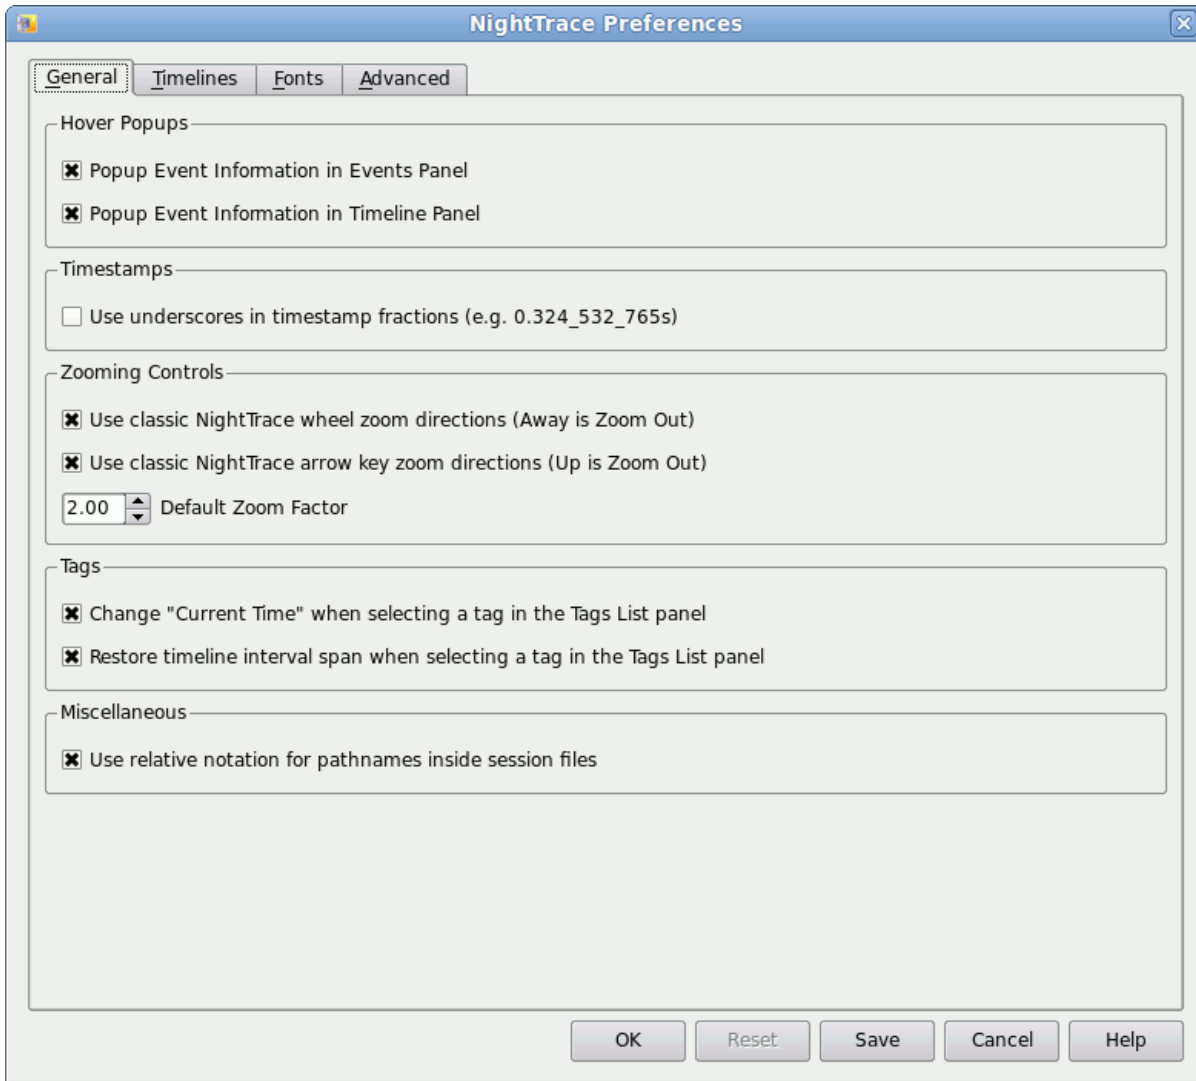 NightTrace Preferences
General Timelines Fonts Advanced
Hover Popups
Popup Event Information in Events Panel
Popup Event Information in Timeline Panel
Timestamps
Use underscores in timestamp fractions (e.g. 0.324_532_765s)
Zooming Controls
Use classic NightTrace wheel zoom directions (Away is Zoom Out)
Use classic NightTrace arrow key zoom directions (Up is Zoom Out)
2.00 Default Zoom Factor
Tags
Change "Current Time" when selecting a tag in the Tags List panel
Restore timeline interval span when selecting a tag in the Tags List panel
Miscellaneous
Use relative notation for pathnames inside session files
OK Reset Save Cancel Help